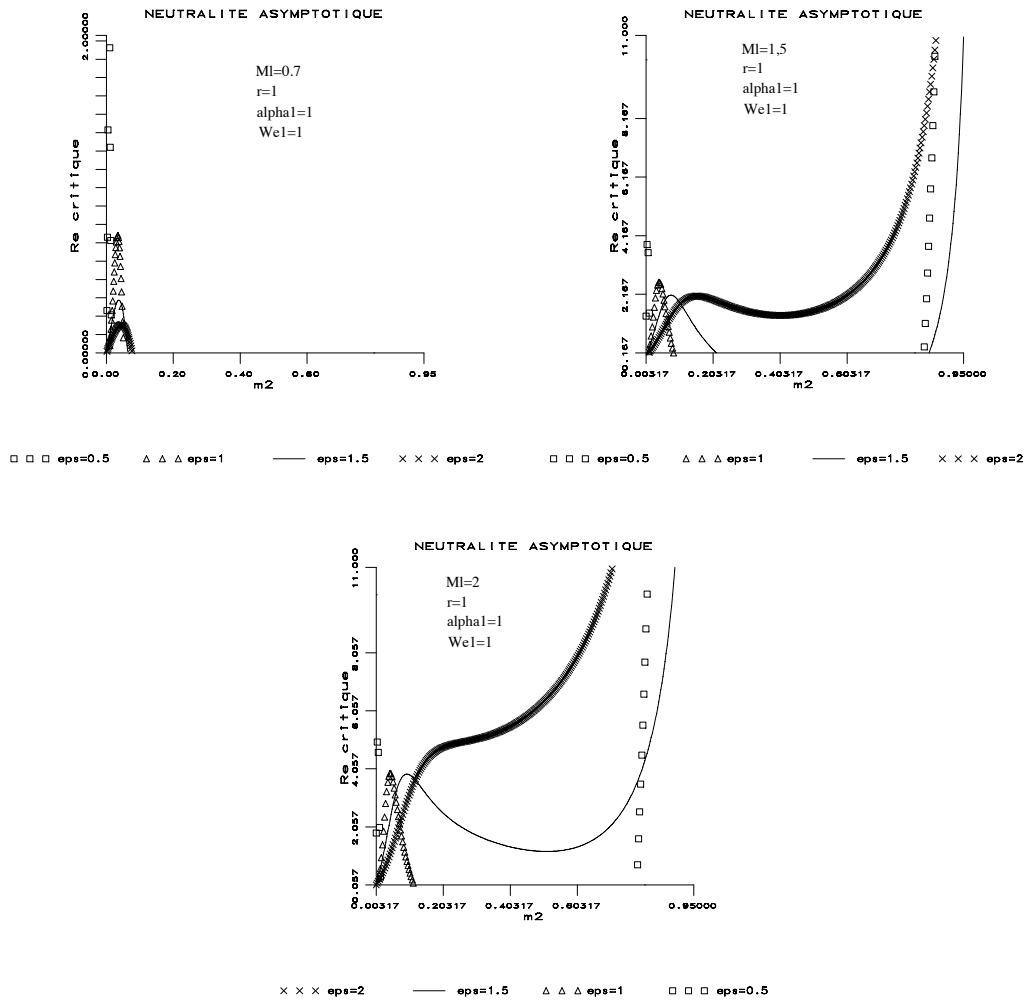 NEUTRALITE ASYMPTOTIQUE
2.00000
Ml=0.7
r=1
alpha1=1
We1=1
Re critique
0.00000
0.0.00 0.20 0.40 0.60 0.95
m2
□ □ □ eps=0.5 △ △ △ eps=1 eps=1.5 × × × eps=2
NEUTRALITE ASYMPTOTIQUE
11.000
Ml=1,5
r=1
alpha1=1
We1=1
8.167
6.167
Re critique
4.167
2.167
0.167
0.00317 0.20317 0.40317 0.60317 0.95000
m2
□ □ □ eps=0.5 △ △ △ eps=1 eps=1.5 × × × eps=2
NEUTRALITE ASYMPTOTIQUE
11.000
Ml=2
r=1
alpha1=1
We1=1
8.057
6.057
Re critique
4.057
2.057
0.057
0.00317 0.20317 0.40317 0.60317 0.95000
m2
× × × eps=2 eps=1.5 △ △ △ eps=1 □ □ □ eps=0.5